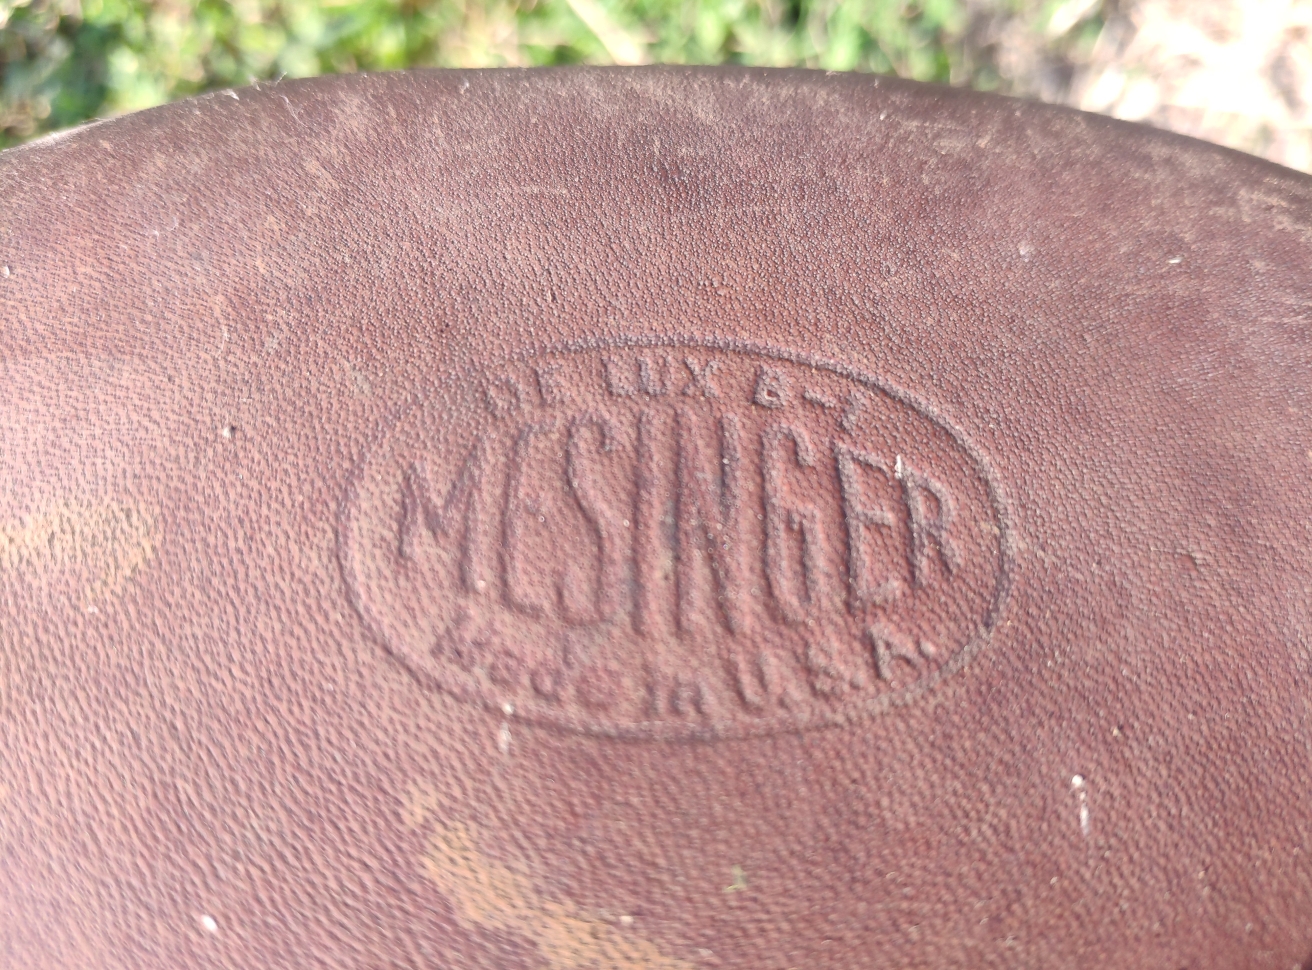 DE LUX B-1
MESINGER
MADE IN U.S.A.